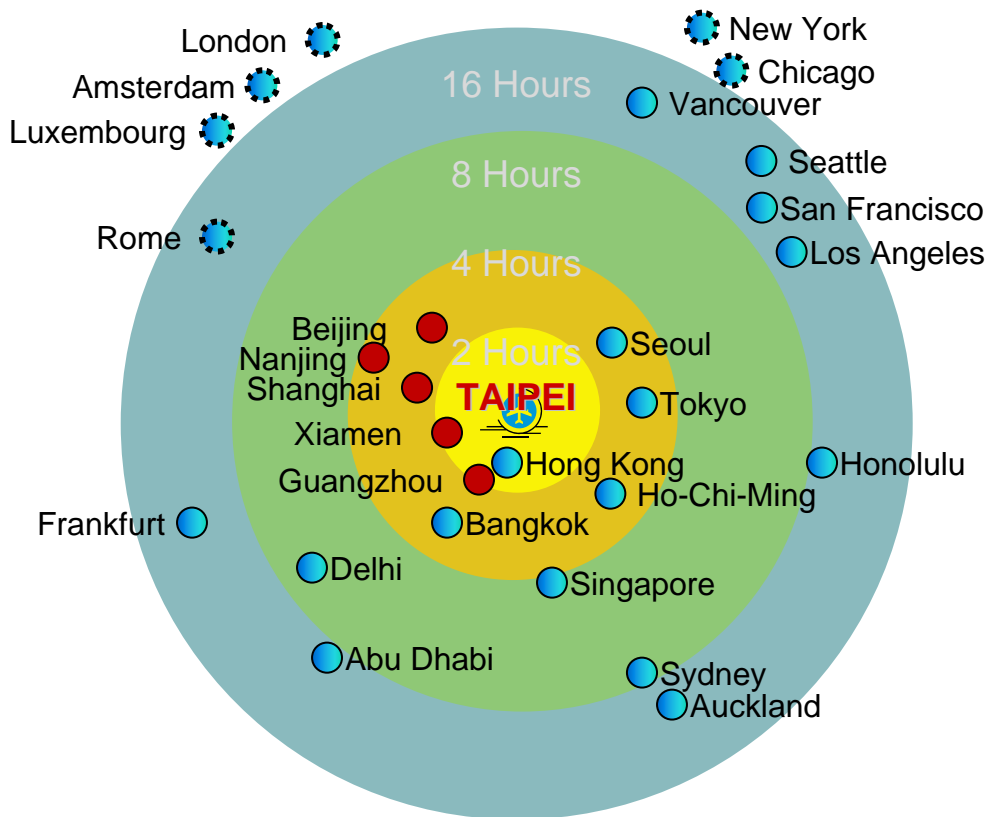 New York
London
Chicago
16 Hours
Amsterdam
Vancouver
Luxembourg
Seattle
8 Hours
San Francisco
Rome
Los Angeles
4 Hours
Beijing
Seoul
2 Hours
Nanjing
Shanghai
TAIPEI
Tokyo
Xiamen
Hong Kong
Honolulu
Guangzhou
Ho-Chi-Ming
Frankfurt
Bangkok
Delhi
Singapore
Abu Dhabi
Sydney
Auckland